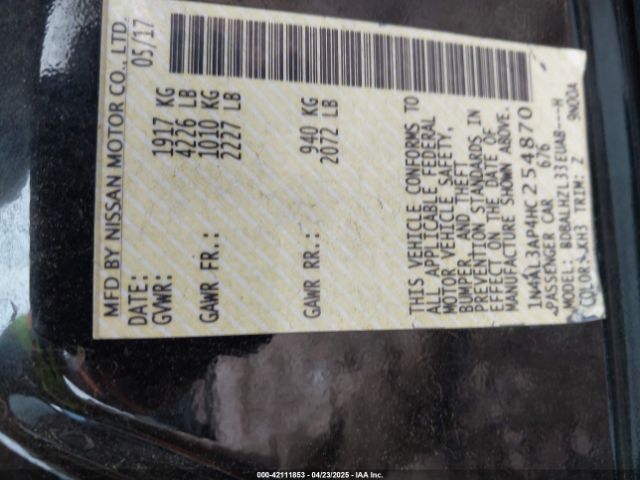 MFD BY NISSAN MOTOR CO., LTD.
DATE: 05/17
GVWR: 1917 KG
4226 LB
GAWR FR.: 1010 KG
2227 LB
GAWR RR.: 940 KG
2072 LB
THIS VEHICLE CONFORMS TO
ALL APPLICABLE FEDERAL
MOTOR VEHICLE SAFETY,
BUMPER, AND THEFT
PREVENTION STANDARDS IN
EFFECT ON THE DATE OF
MANUFACTURE SHOWN ABOVE.
1N4AL3AP4HC254870
PASSENGER CAR 676
MODEL: BDBALHZL33EUAB---H
COLOR: KH3 TRIM: Z 9N00A
000-42111853 - 04/23/2025 - IAA Inc.